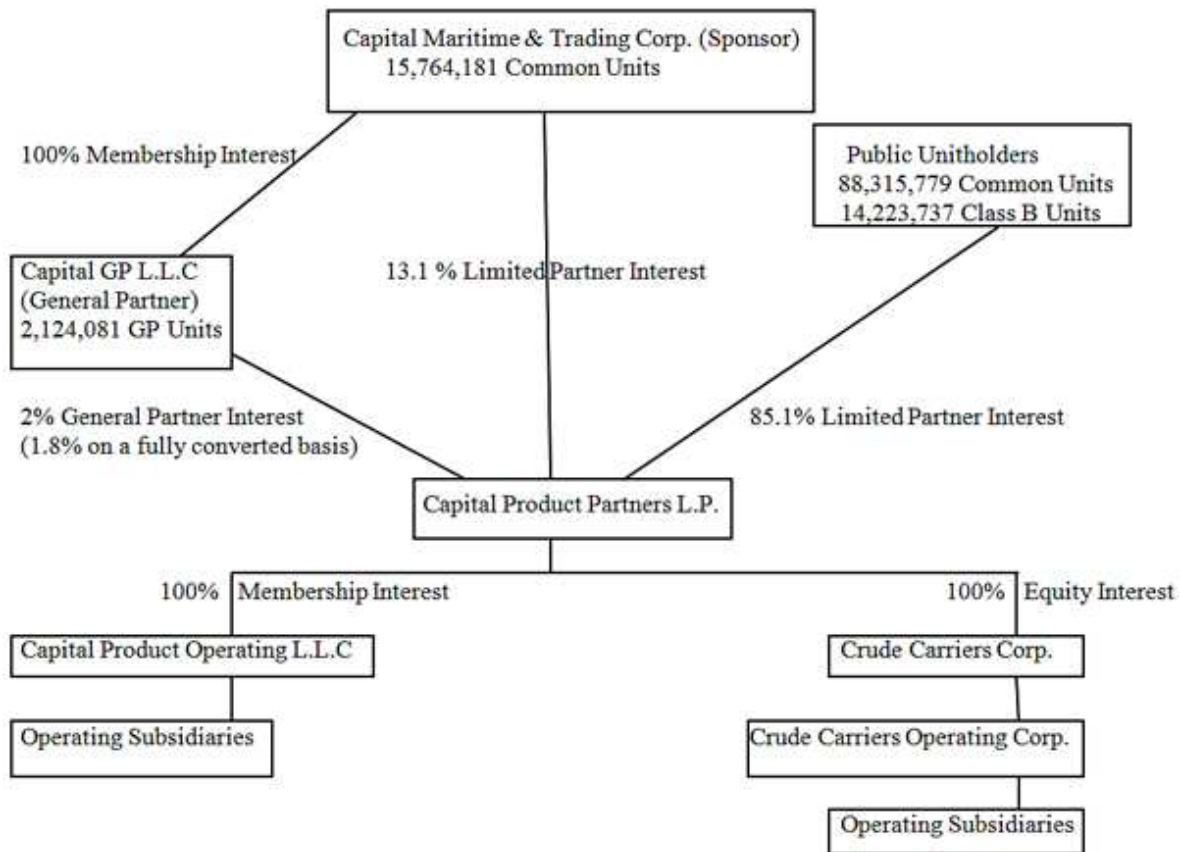 Capital Maritime & Trading Corp. (Sponsor)
15,764,181 Common Units
100% Membership Interest
Public Unitholders
88,315,779 Common Units
14,223,737 Class B Units
Capital GP L.L.C
(General Partner)
2,124,081 GP Units
13.1 % Limited Partner Interest
2% General Partner Interest
(1.8% on a fully converted basis)
85.1% Limited Partner Interest
Capital Product Partners L.P.
100% Membership Interest
100% Equity Interest
Capital Product Operating L.L.C
Crude Carriers Corp.
Operating Subsidiaries
Crude Carriers Operating Corp.
Operating Subsidiaries